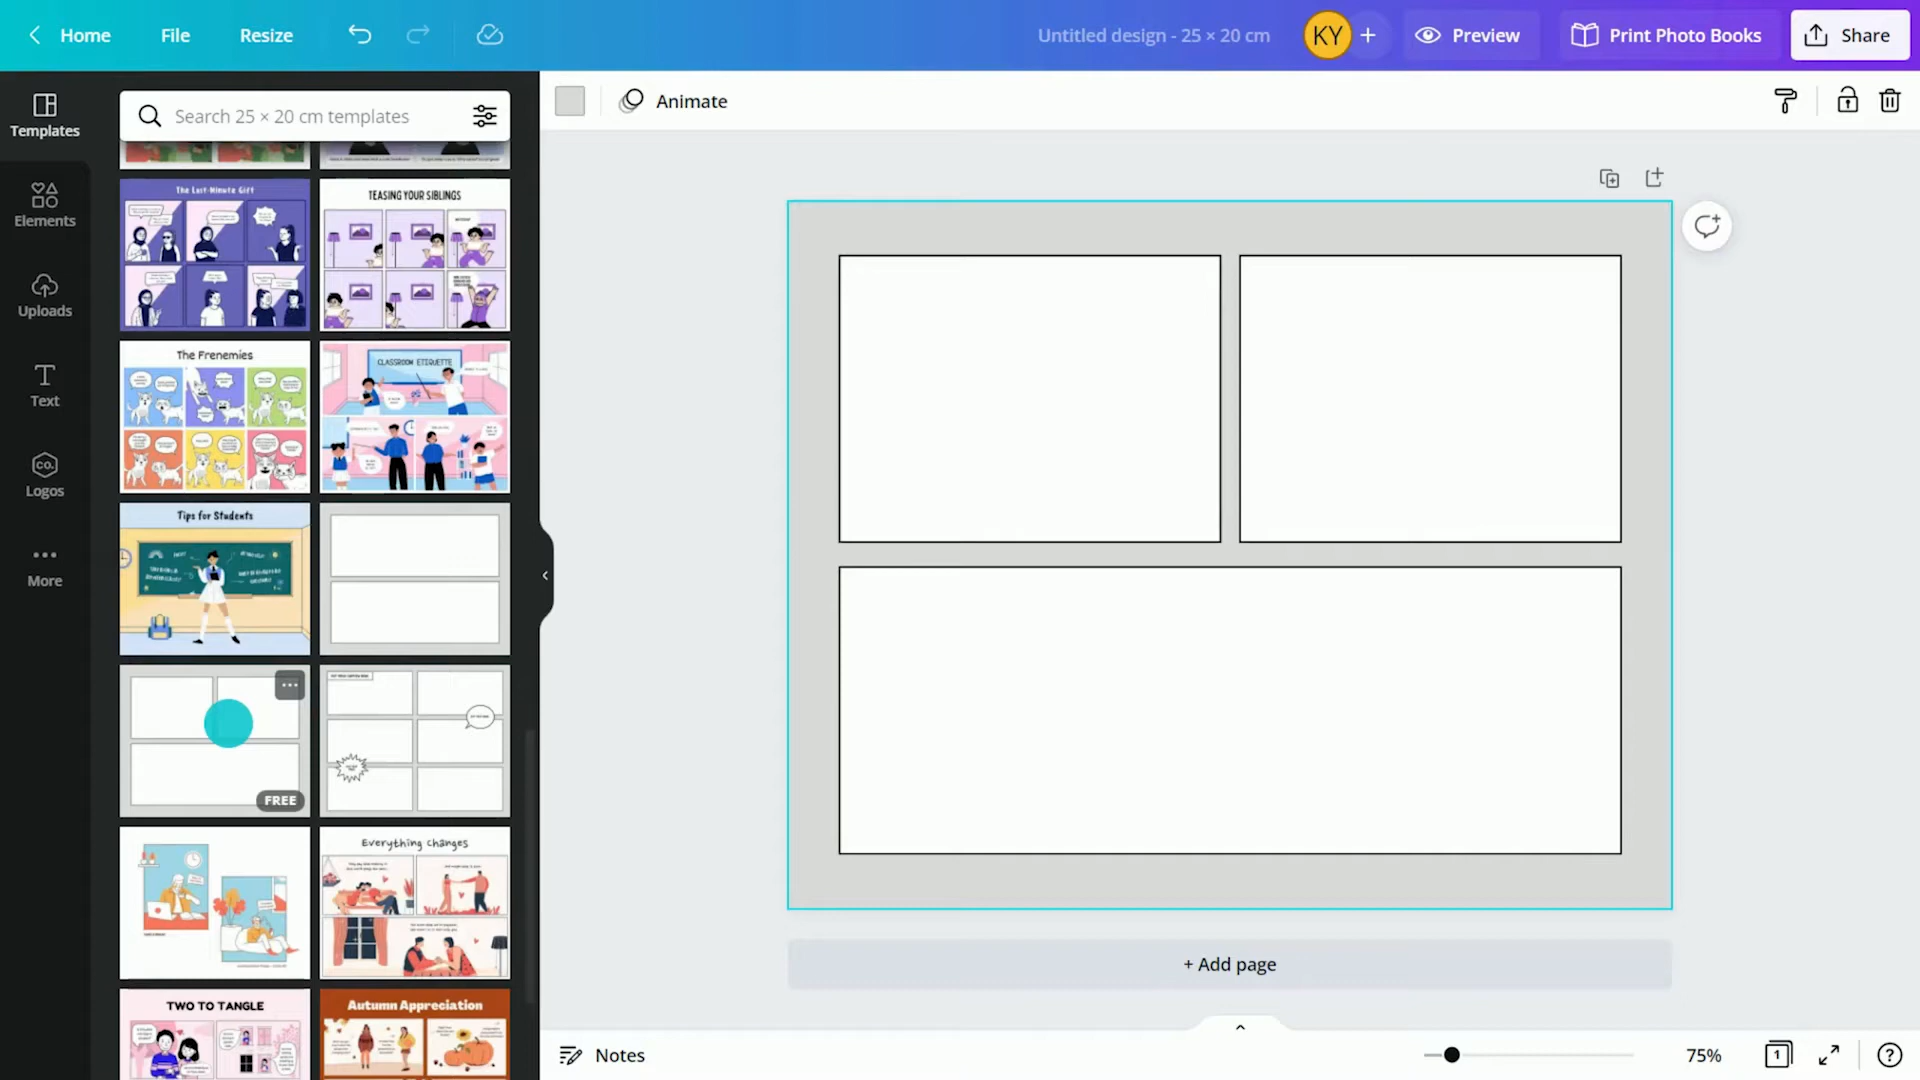 Home
File
Resize
Untitled design - 25 × 20 cm
KY
+
Preview
Print Photo Books
Share
Templates
Elements
Uploads
Text
CO.
Logos
More
Search 25 × 20 cm templates
The Last-Minute Gift
TEASING YOUR SIBLINGS
The Frenemies
CLASSROOM ETIQUETTE
Tips for Students
FREE
Everything Changes
TWO TO TANGLE
Autumn Appreciation
Animate
+ Add page
Notes
75%
1
?